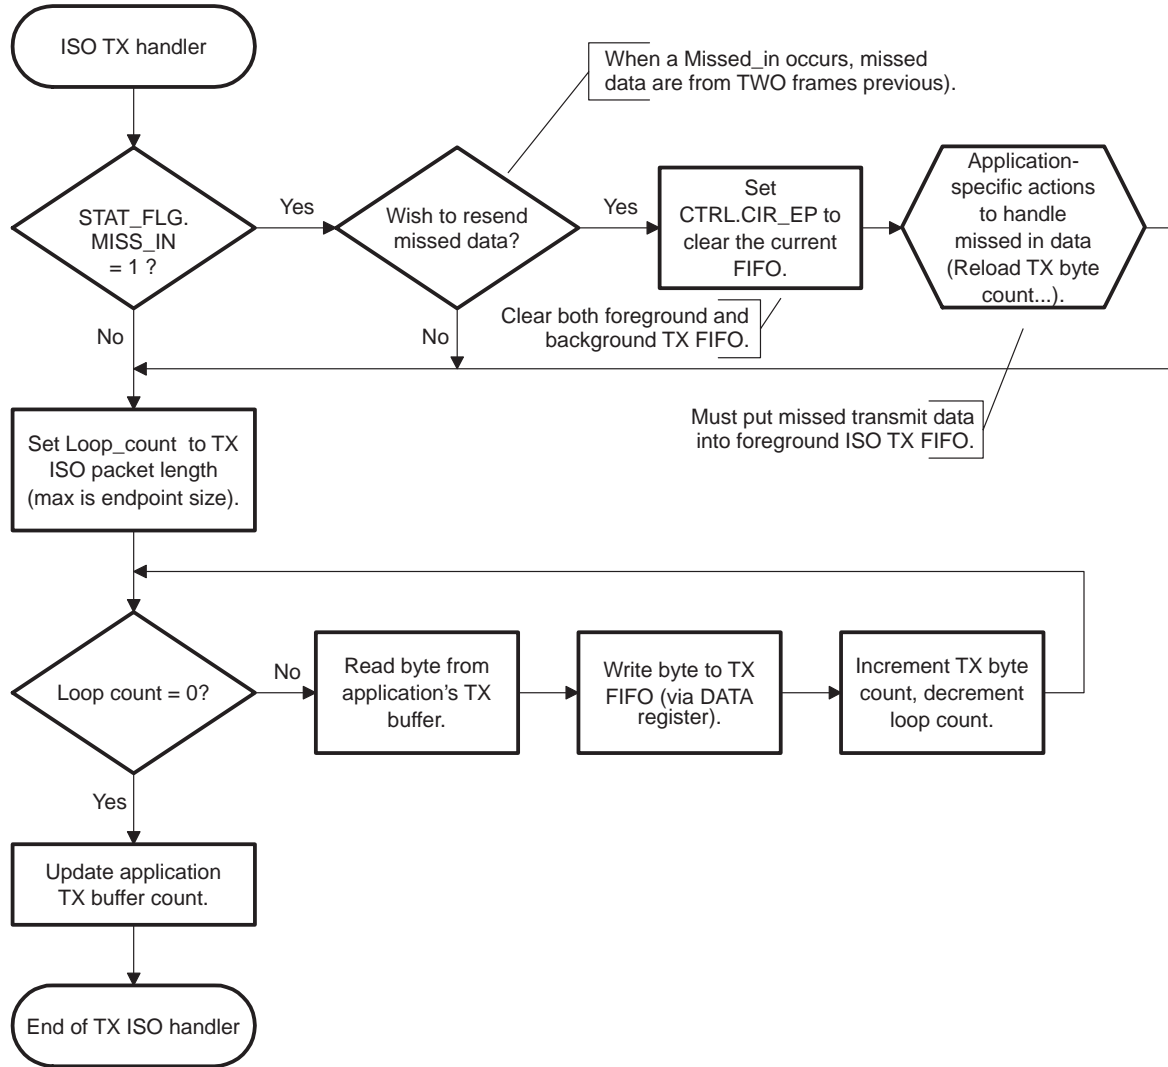 ISO TX handler
When a Missed_in occurs, missed
data are from TWO frames previous).
STAT_FLG.
MISS_IN
= 1 ?
Yes
Wish to resend
missed data?
Yes
Set
CTRL.CIR_EP to
clear the current
FIFO.
Application-
specific actions
to handle
missed in data
(Reload TX byte
count...).
No
No
Clear both foreground and
background TX FIFO.
Must put missed transmit data
into foreground ISO TX FIFO.
Set Loop_count to TX
ISO packet length
(max is endpoint size).
Loop count = 0?
No
Read byte from
application's TX
buffer.
Write byte to TX
FIFO (via DATA
register).
Increment TX byte
count, decrement
loop count.
Yes
Update application
TX buffer count.
End of TX ISO handler